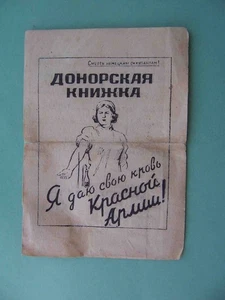 Смерть немецким оккупантам!
ДОНОРСКАЯ
КНИЖКА
Я даю свою кровь
Красной
Армии!